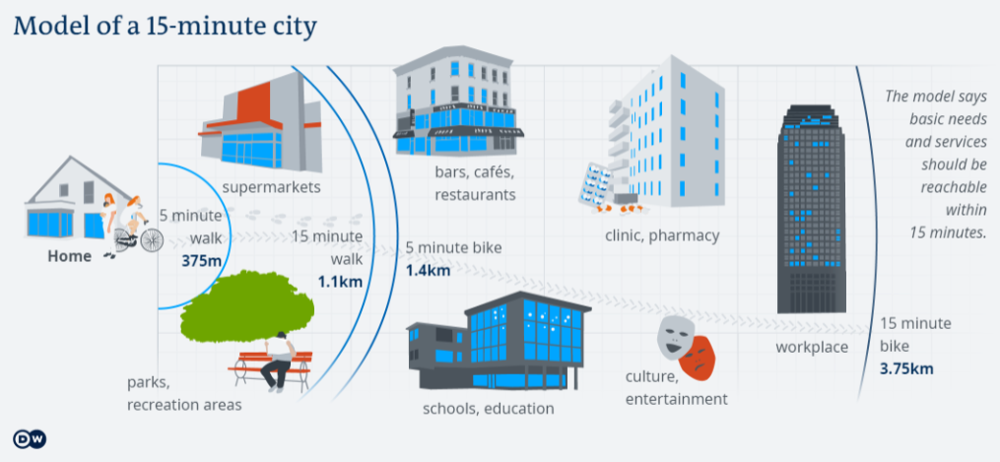 Model of a 15-minute city
The model says
basic needs
and services
should be
reachable
within
15 minutes.
Home
5 minute
walk
375m
supermarkets
15 minute
walk
1.1km
parks,
recreation areas
bars, cafés,
restaurants
5 minute bike
1.4km
schools, education
clinic, pharmacy
culture,
entertainment
workplace
15 minute
bike
3.75km
DW